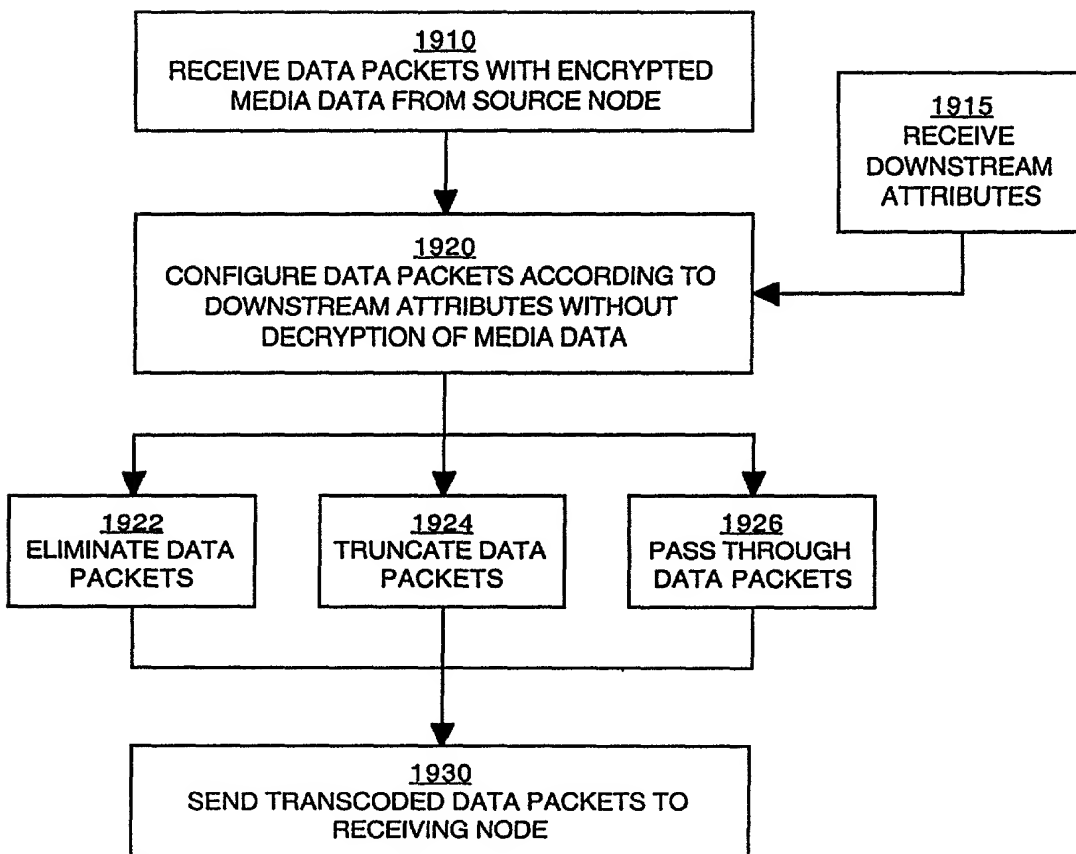 1910
RECEIVE DATA PACKETS WITH ENCRYPTED
MEDIA DATA FROM SOURCE NODE
1915
RECEIVE
DOWNSTREAM
ATTRIBUTES
1920
CONFIGURE DATA PACKETS ACCORDING TO
DOWNSTREAM ATTRIBUTES WITHOUT
DECRYPTION OF MEDIA DATA
1922
ELIMINATE DATA
PACKETS
1924
TRUNCATE DATA
PACKETS
1926
PASS THROUGH
DATA PACKETS
1930
SEND TRANSCODED DATA PACKETS TO
RECEIVING NODE